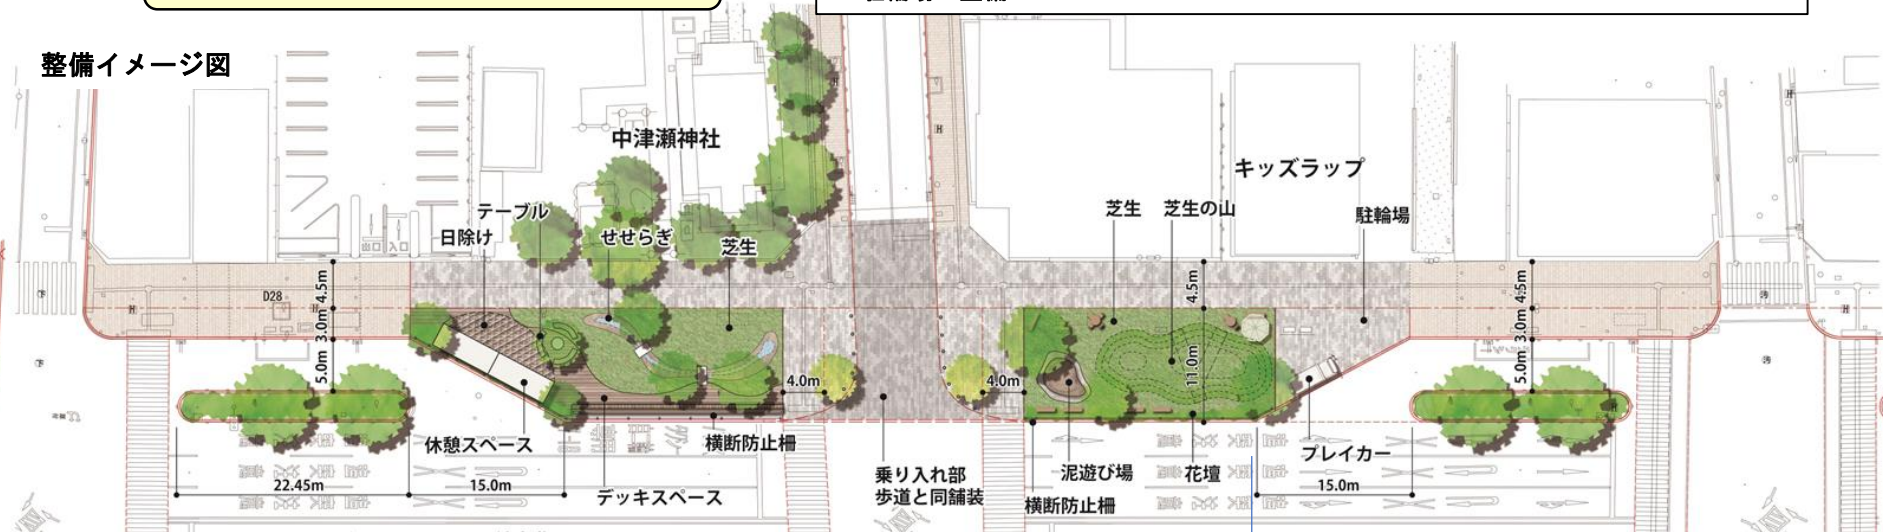 整備イメージ図
中津瀬神社
キッズラップ
テーブル
日除け
せせらぎ
芝生
芝生
芝生の山
駐輪場
D28
4.5m
3.0m
5.0m
4.5m
11.0m
4.5m
3.0m
5.0m
4.0m
4.0m
休憩スペース
横断防止柵
デッキスペース
乗り入れ部
歩道と同舗装
泥遊び場
横断防止柵
花壇
プレイカー
22.45m
15.0m
15.0m